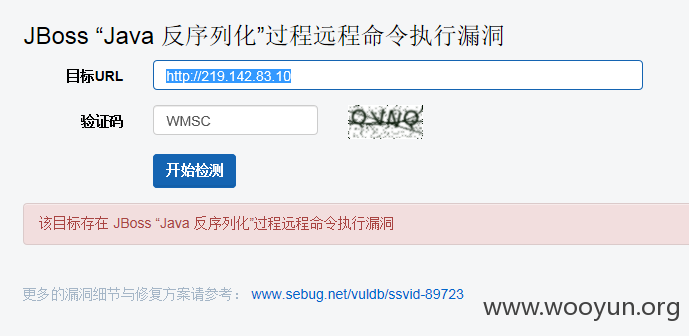 JBoss “Java 反序列化”过程远程命令执行漏洞
目标URL http://219.142.83.10
验证码 WMSC QVNQ
开始检测
该目标存在 JBoss “Java 反序列化”过程远程命令执行漏洞
更多的漏洞细节与修复方案请参考： www.sebug.net/vuldb/ssvid-89723
www.wooyun.org